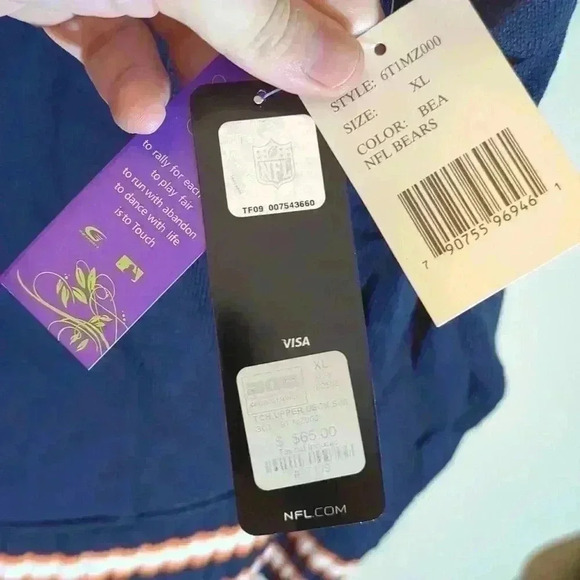 to rally for each
to play fair
to run with abandon
to dance with life
is to Touch
NFL
TF09 007543660
VISA
XL
$ $65.00
NFL.COM
STYLE: 6T1MZ000
SIZE: XL
COLOR: BEA
NFL BEARS
7 90755 96946 1